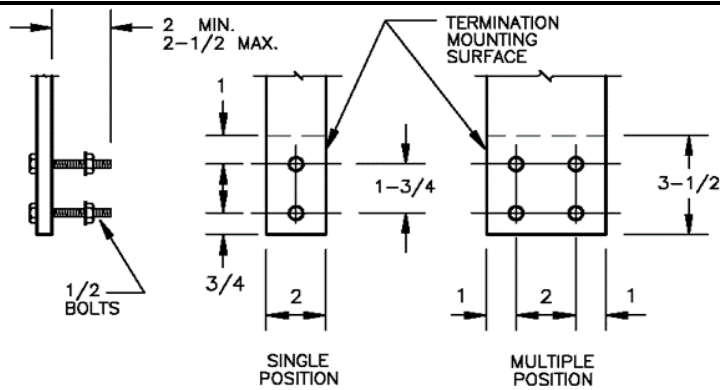 2 MIN.
2-1/2 MAX.
TERMINATION
MOUNTING
SURFACE
1
1-3/4
3-1/2
3/4
1/2
BOLTS
2
1
2
1
SINGLE
POSITION
MULTIPLE
POSITION